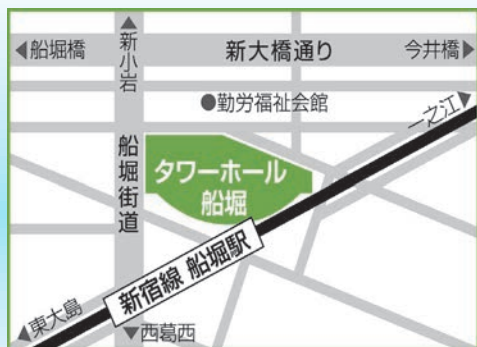 ▲新小岩
◀船堀橋
新大橋通り
今井橋▶
●勤労福祉会館
一之江▶
船堀街道
タワーホール
船堀
新宿線 船堀駅
◀東大島
▼西葛西